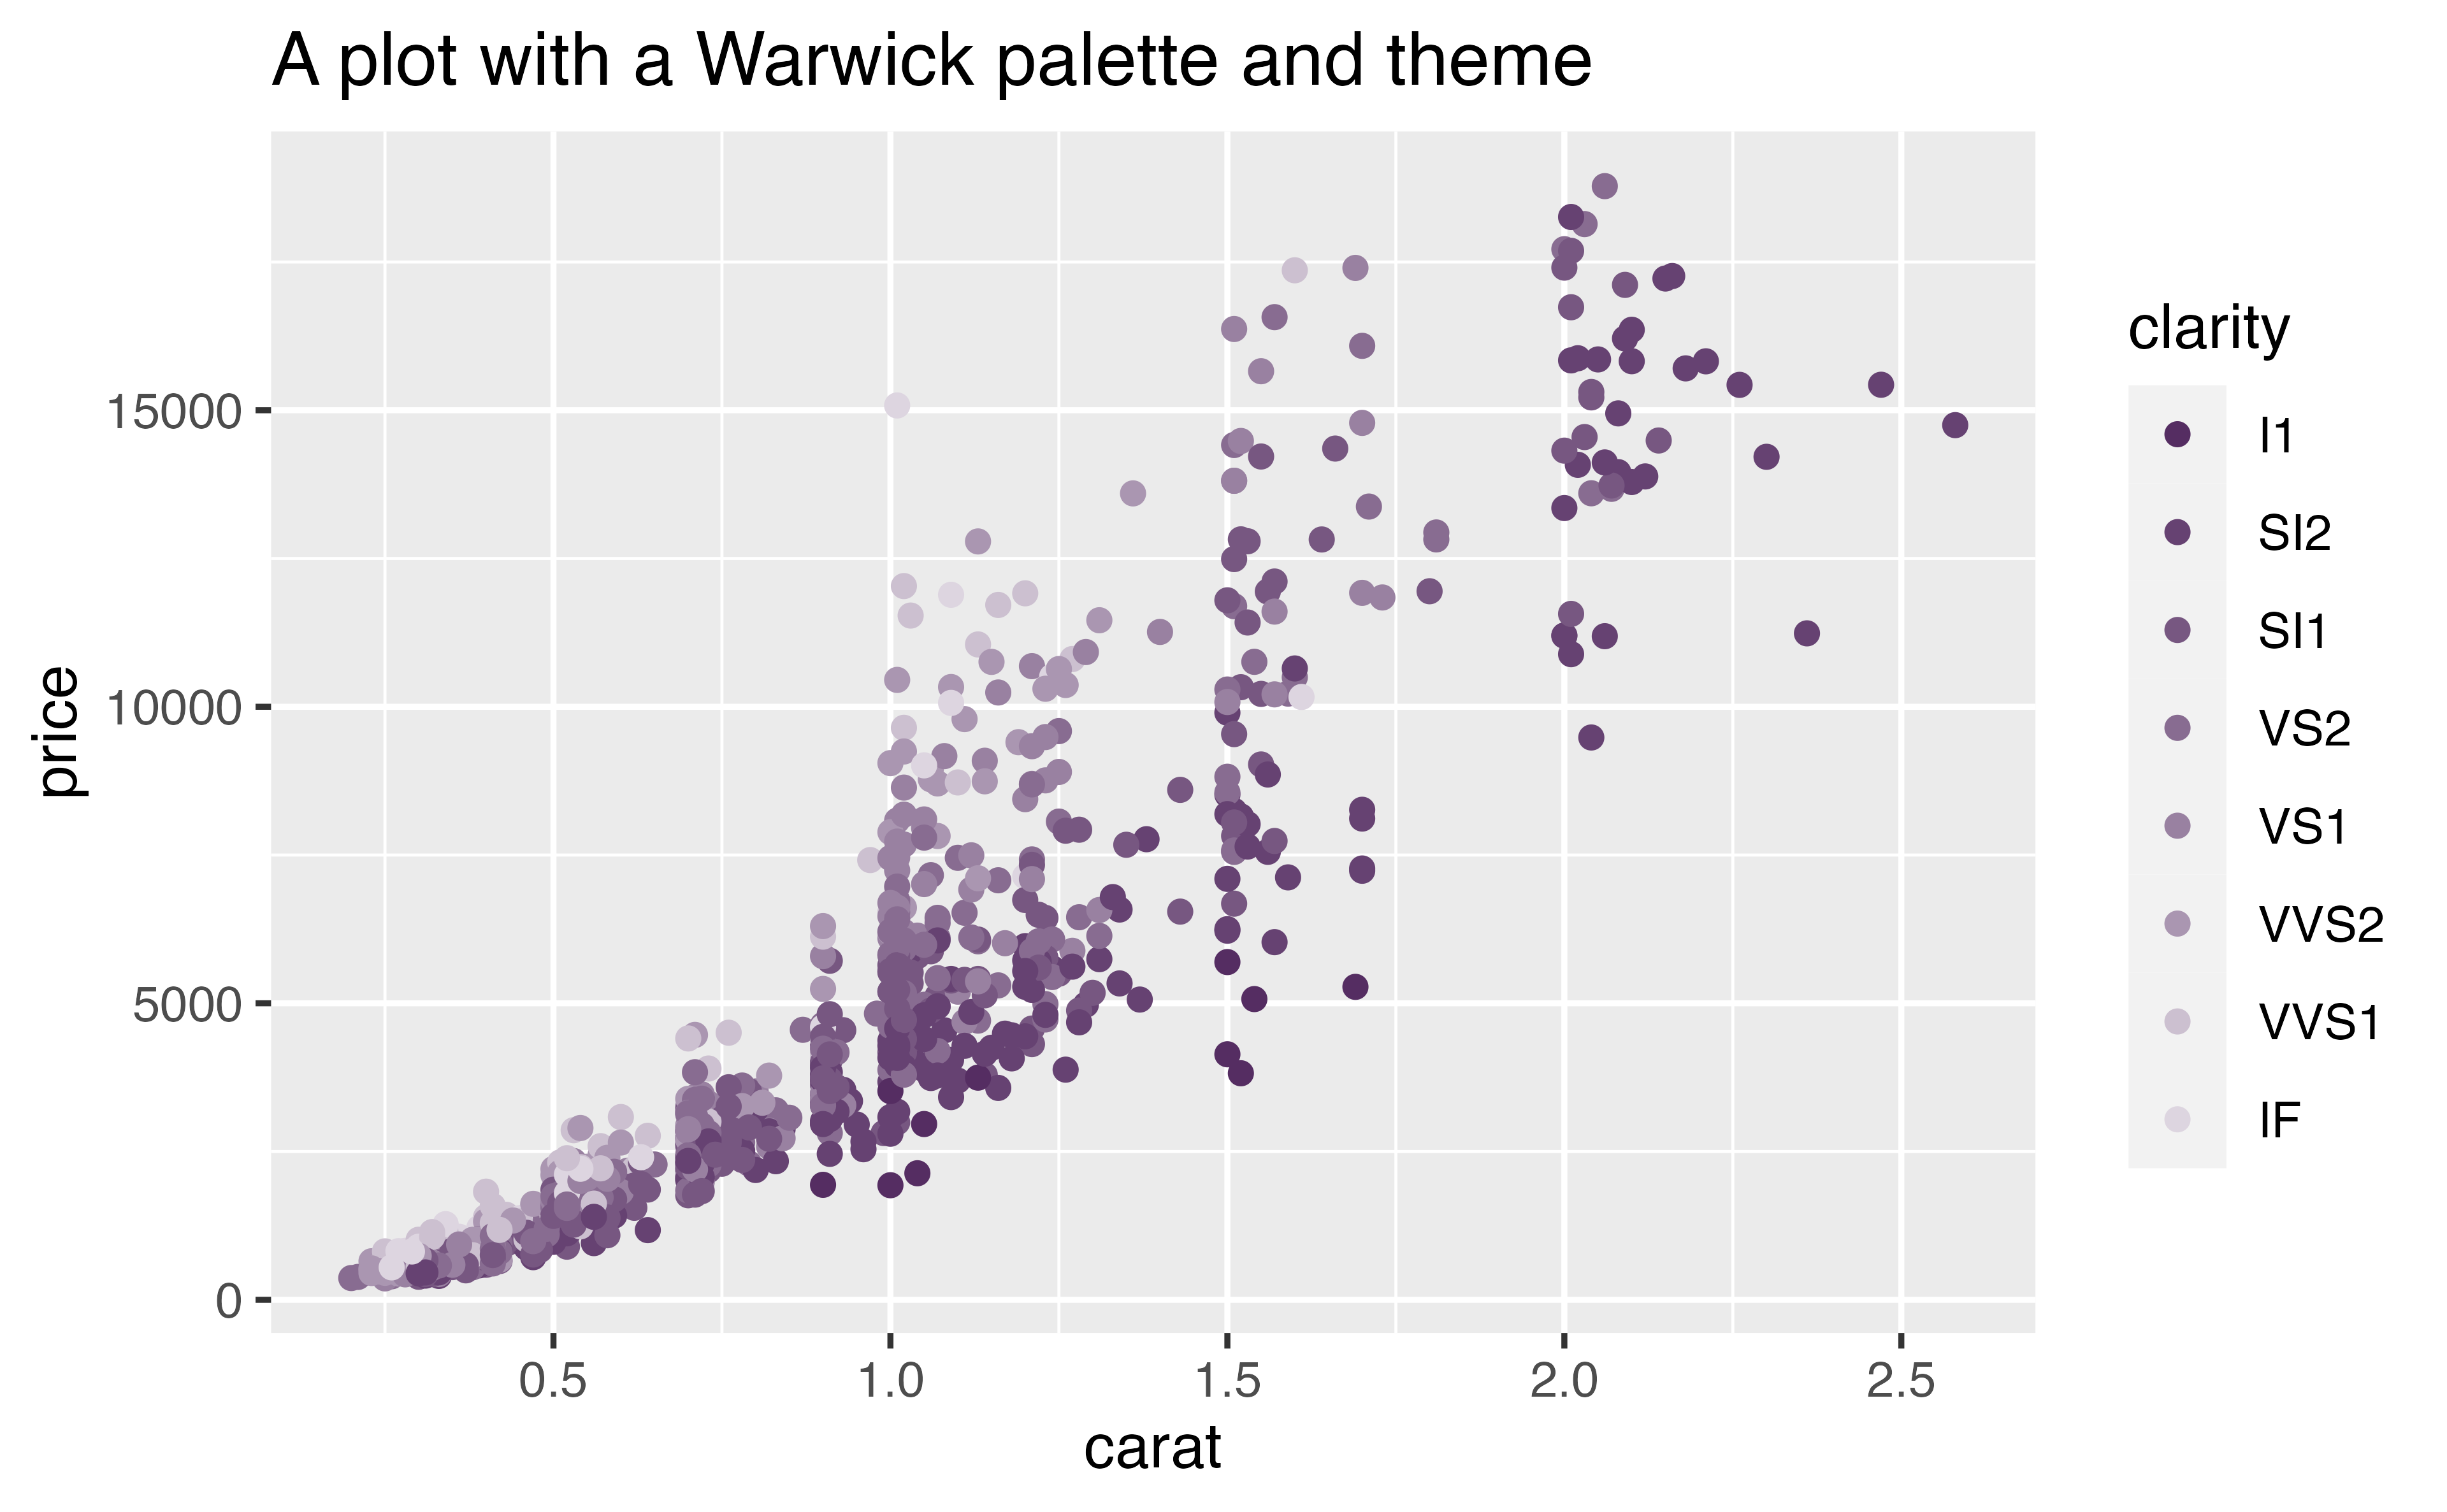 A plot with a Warwick palette and theme
price
15000
10000
5000
0
0.5 1.0 1.5 2.0 2.5
carat
clarity
I1
SI2
SI1
VS2
VS1
VVS2
VVS1
IF